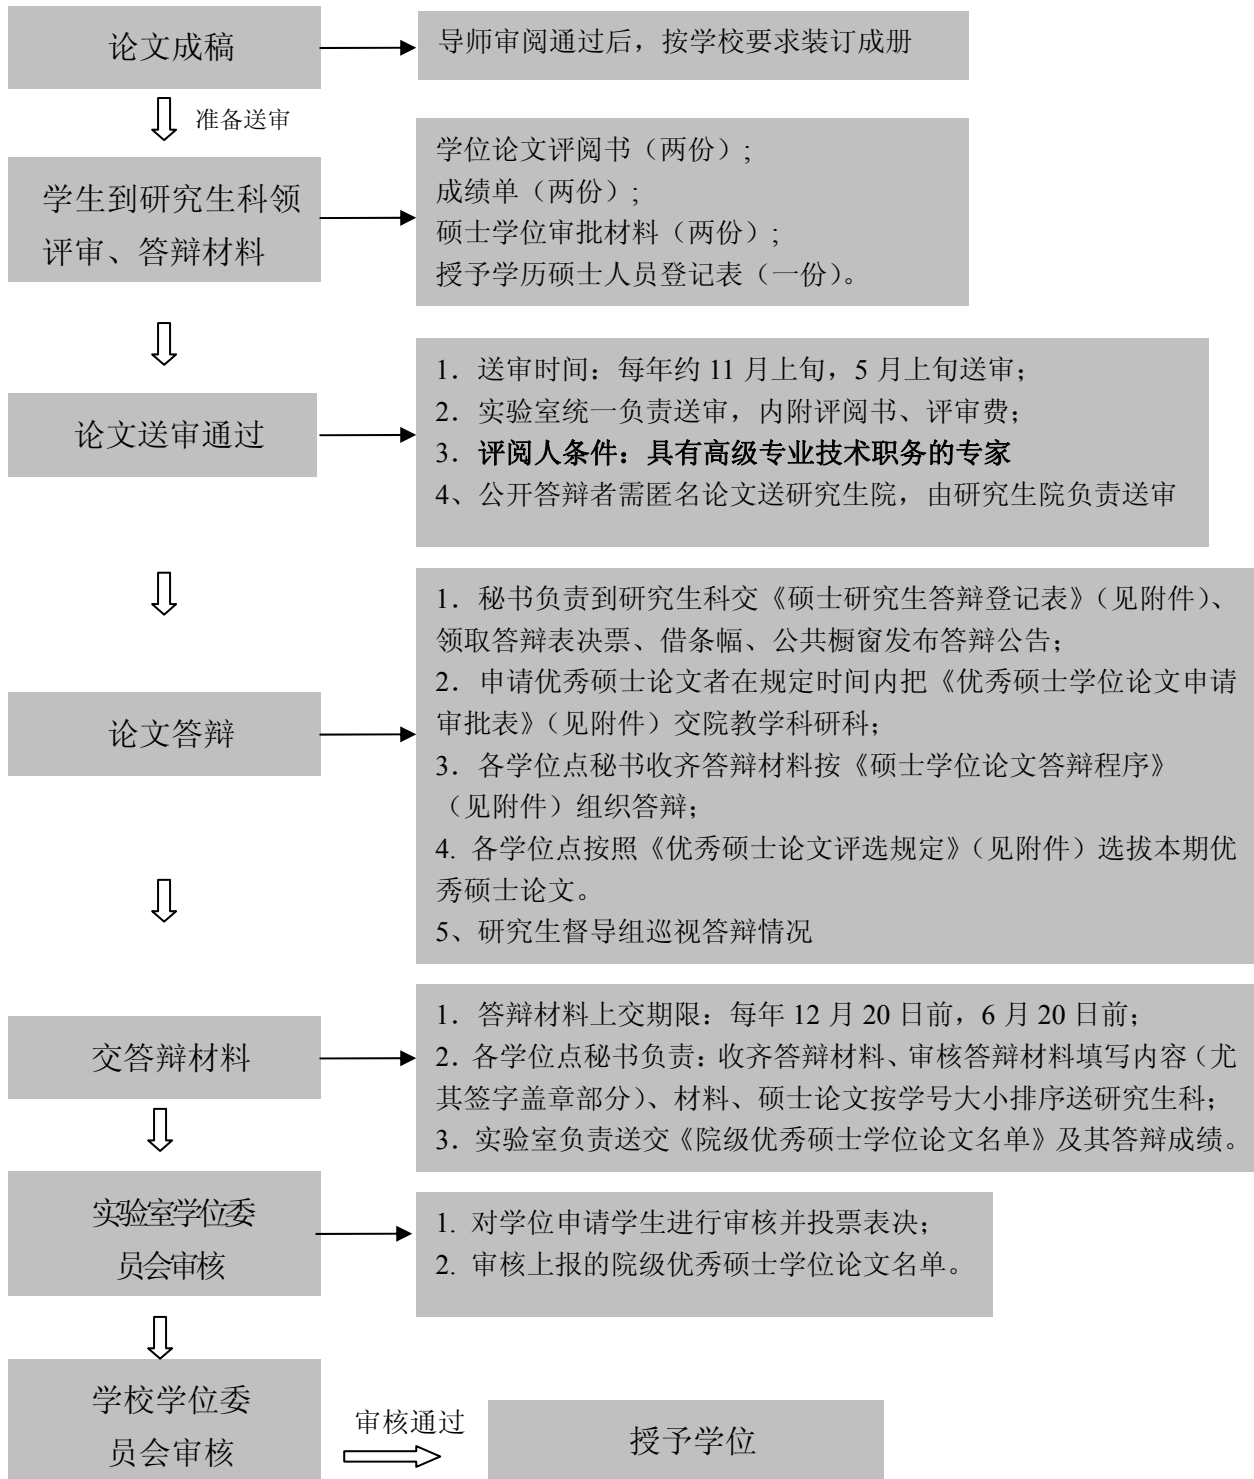 论文成稿
导师审阅通过后，按学校要求装订成册
准备送审
学生到研究生科领
评审、答辩材料
学位论文评阅书（两份）;
成绩单（两份）;
硕士学位审批材料（两份）;
授予学历硕士人员登记表（一份）。
论文送审通过
1．送审时间：每年约 11 月上旬，5 月上旬送审；
2．实验室统一负责送审，内附评阅书、评审费；
3．评阅人条件：具有高级专业技术职务的专家
4、公开答辩者需匿名论文送研究生院，由研究生院负责送审
论文答辩
1．秘书负责到研究生科交《硕士研究生答辩登记表》（见附件）、
领取答辩表决票、借条幅、公共橱窗发布答辩公告；
2．申请优秀硕士论文者在规定时间内把《优秀硕士学位论文申请
审批表》（见附件）交院教学科研科；
3．各学位点秘书收齐答辩材料按《硕士学位论文答辩程序》
（见附件）组织答辩；
4. 各学位点按照《优秀硕士论文评选规定》（见附件）选拔本期优
秀硕士论文。
5、研究生督导组巡视答辩情况
交答辩材料
1．答辩材料上交期限：每年 12 月 20 日前，6 月 20 日前；
2．各学位点秘书负责：收齐答辩材料、审核答辩材料填写内容（尤
其签字盖章部分）、材料、硕士论文按学号大小排序送研究生科；
3．实验室负责送交《院级优秀硕士学位论文名单》及其答辩成绩。
实验室学位委
员会审核
1. 对学位申请学生进行审核并投票表决；
2. 审核上报的院级优秀硕士学位论文名单。
学校学位委
员会审核
审核通过
授予学位